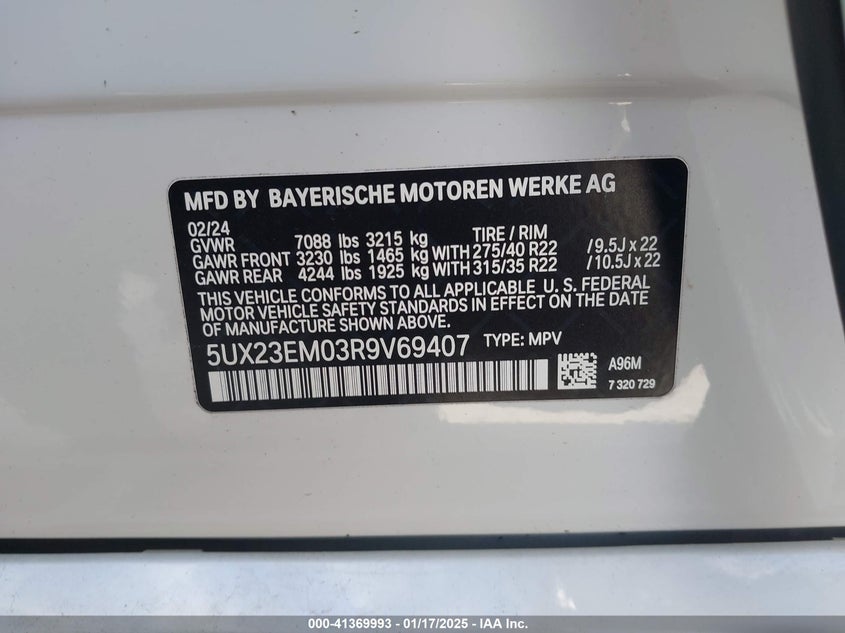 MFD BY BAYERISCHE MOTOREN WERKE AG
02/24
GVWR 7088 lbs 3215 kg TIRE / RIM
GAWR FRONT 3230 lbs 1465 kg WITH 275/40 R22 / 9.5J x 22
GAWR REAR 4244 lbs 1925 kg WITH 315/35 R22 / 10.5J x 22
THIS VEHICLE CONFORMS TO ALL APPLICABLE U. S. FEDERAL
MOTOR VEHICLE SAFETY STANDARDS IN EFFECT ON THE DATE
OF MANUFACTURE SHOWN ABOVE.
5UX23EM03R9V69407 TYPE: MPV
A96M
7 320 729
000-41369993 - 01/17/2025 - IAA Inc.